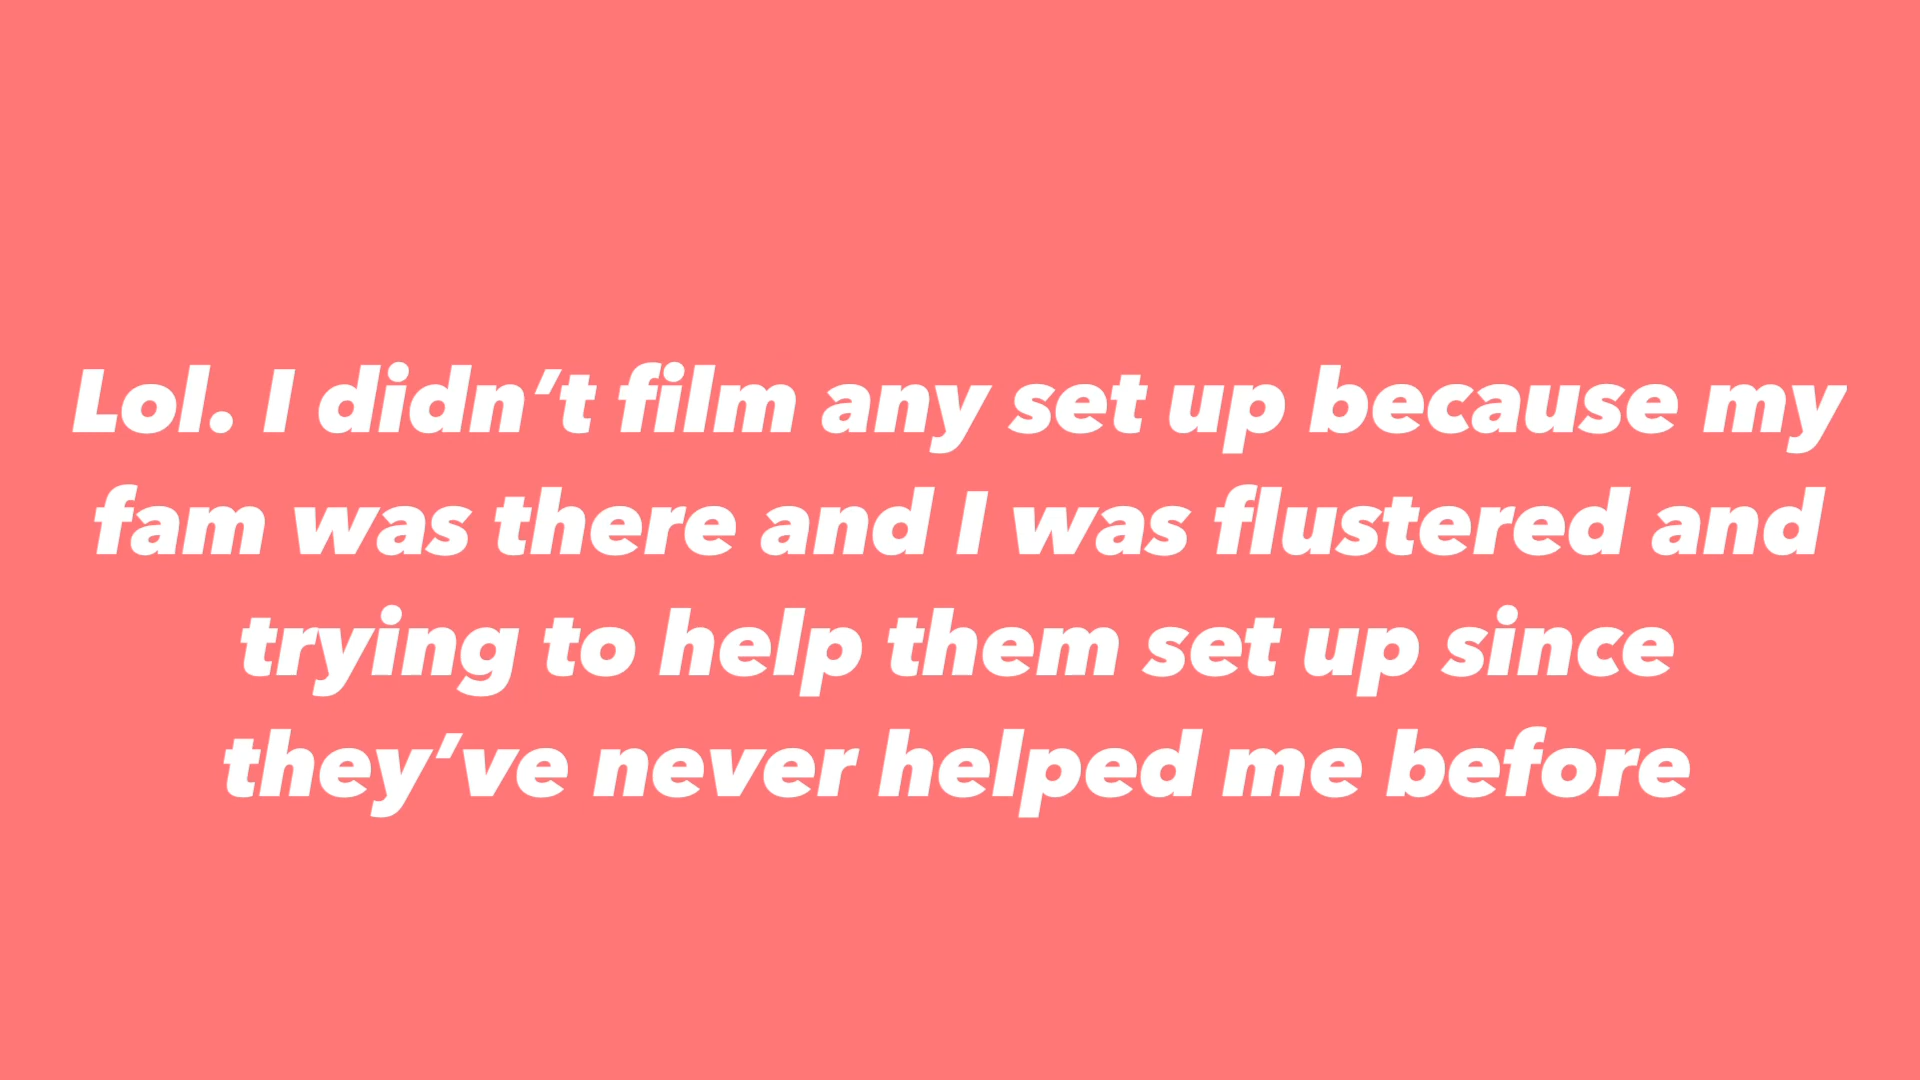 Lol. I didn’t film any set up because my
fam was there and I was flustered and
trying to help them set up since
they’ve never helped me before